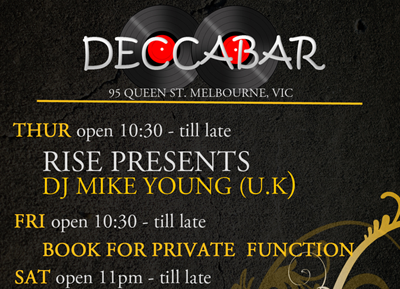 DECCABAR
95 QUEEN ST. MELBOURNE, VIC
THUR open 10:30 - till late
RISE PRESENTS
DJ MIKE YOUNG (U.K)
FRI open 10:30 - till late
BOOK FOR PRIVATE FUNCTION
SAT open 11pm - till late